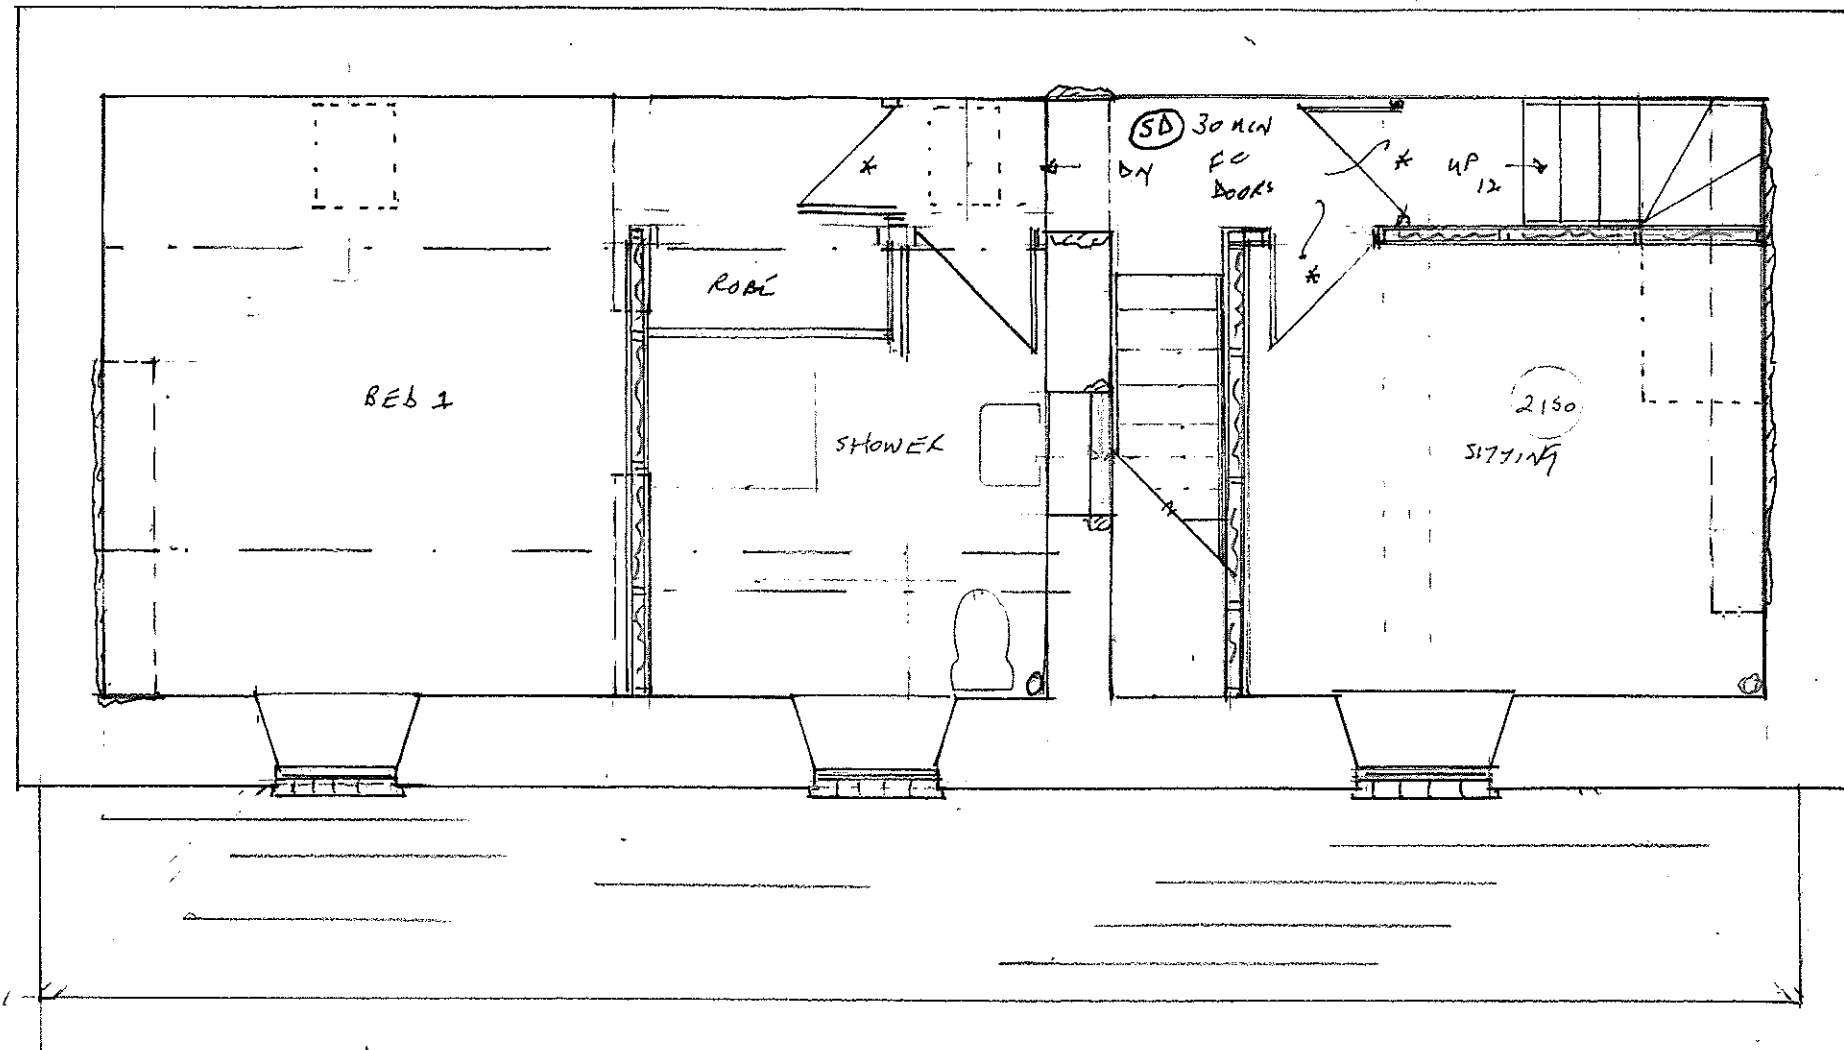 SD 30 MIN
FC
DOORS
DN
UP
12
*
*
*
ROBE
BED 1
SHOWER
2150
SITTING